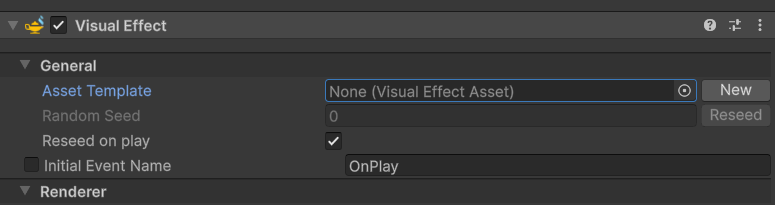 Visual Effect
General
Asset Template None (Visual Effect Asset) New
Random Seed 0 Reseed
Reseed on play
Initial Event Name OnPlay
Renderer